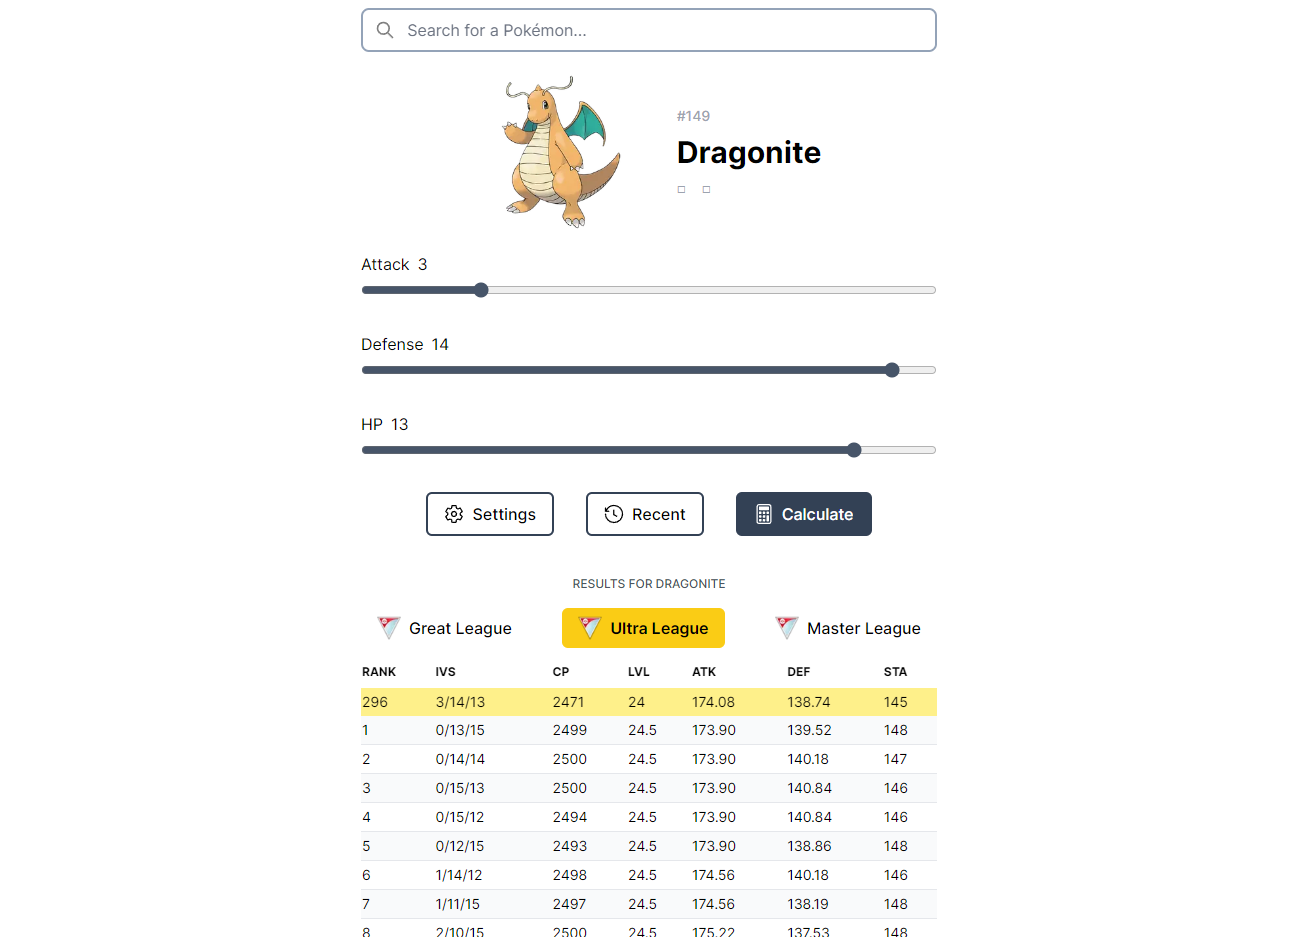 Search for a Pokémon...
#149
Dragonite
Attack 3
Defense 14
HP 13
Settings Recent Calculate
RESULTS FOR DRAGONITE
Great League Ultra League Master League
RANK IVS CP LVL ATK DEF STA
296 3/14/13 2471 24 174.08 138.74 145
1 0/13/15 2499 24.5 173.90 139.52 148
2 0/14/14 2500 24.5 173.90 140.18 147
3 0/15/13 2500 24.5 173.90 140.84 146
4 0/15/12 2494 24.5 173.90 140.84 146
5 0/12/15 2493 24.5 173.90 138.86 148
6 1/14/12 2498 24.5 174.56 140.18 146
7 1/11/15 2497 24.5 174.56 138.19 148
8 2/10/15 2500 24.5 175.22 137.53 148